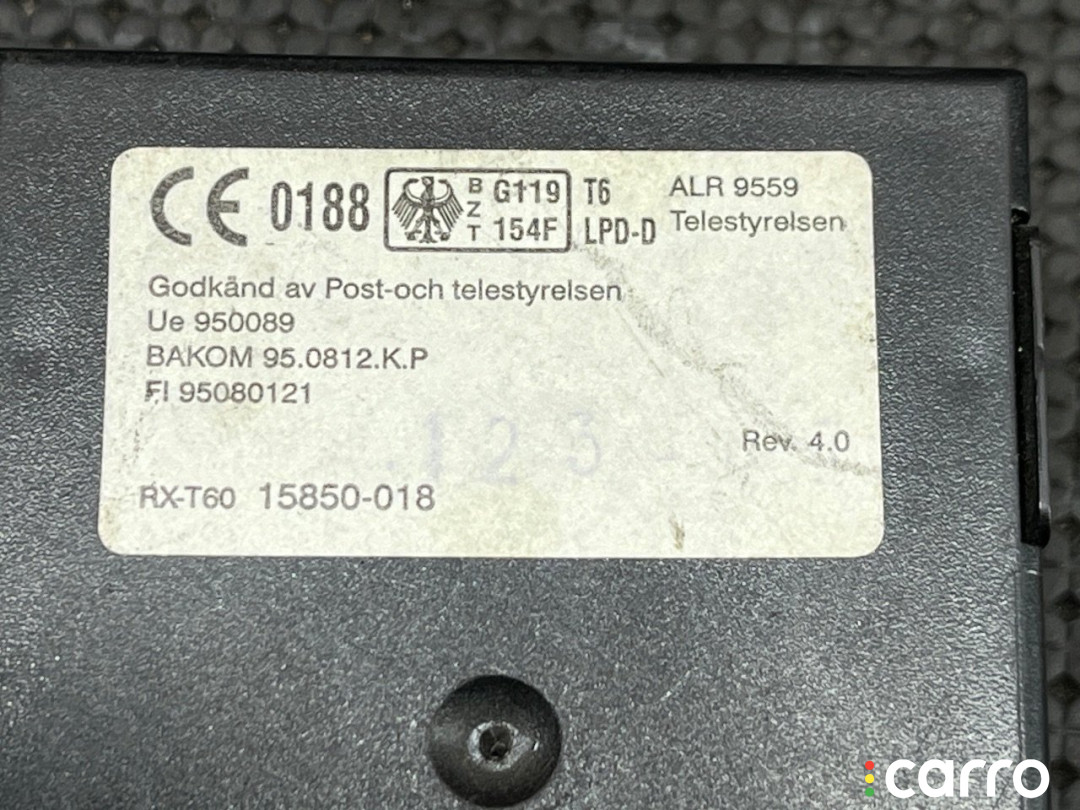 CE 0188 BZT G119 154F T6 LPD-D
ALR 9559
Telestyrelsen
Godkänd av Post-och telestyrelsen
Ue 950089
BAKOM 95.0812.K.P
FI 95080121
123
Rev. 4.0
RX-T60 15850-018
carro